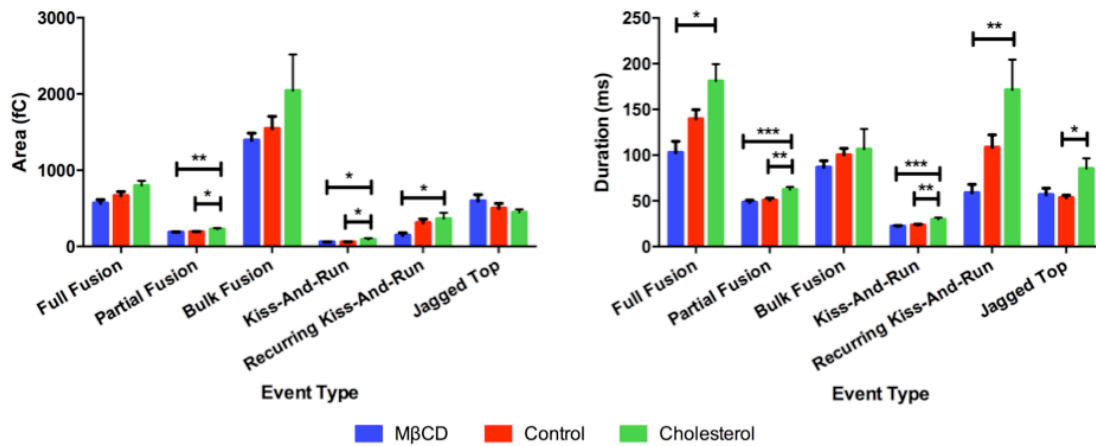 3000
2000
1000
0
Area (fC)
**
*
*
*
*
Full Fusion
Partial Fusion
Bulk Fusion
Kiss-And-Run
Recurring Kiss-And-Run
Jagged Top
Event Type
250
200
150
100
50
0
Duration (ms)
*
***
**
***
**
**
*
Full Fusion
Partial Fusion
Bulk Fusion
Kiss-And-Run
Recurring Kiss-And-Run
Jagged Top
Event Type
MβCD
Control
Cholesterol